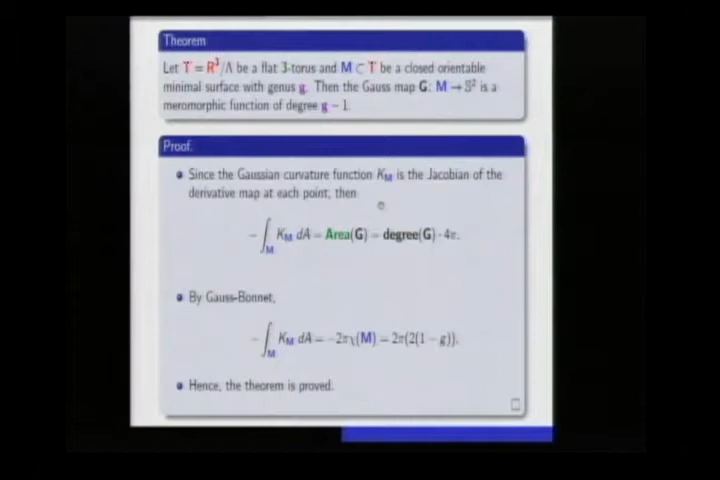 Theorem
Let T = R³/Λ be a flat 3-torus and M ⊂ T be a closed orientable
minimal surface with genus g. Then the Gauss map G: M → S² is a
meromorphic function of degree g − 1.
Proof.
• Since the Gaussian curvature function K_M is the Jacobian of the
derivative map at each point, then
− ∫_M K_M dA = Area(G) = degree(G) · 4π.
• By Gauss-Bonnet,
− ∫_M K_M dA = −2πχ(M) = 2π(2(1 − g)).
• Hence, the theorem is proved.